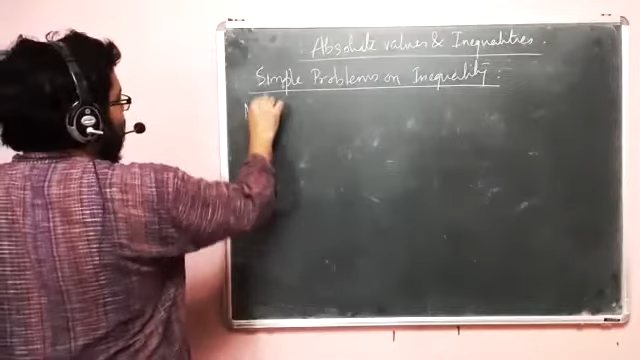 Absolute values & Inequalities.
Simple Problems on Inequality: